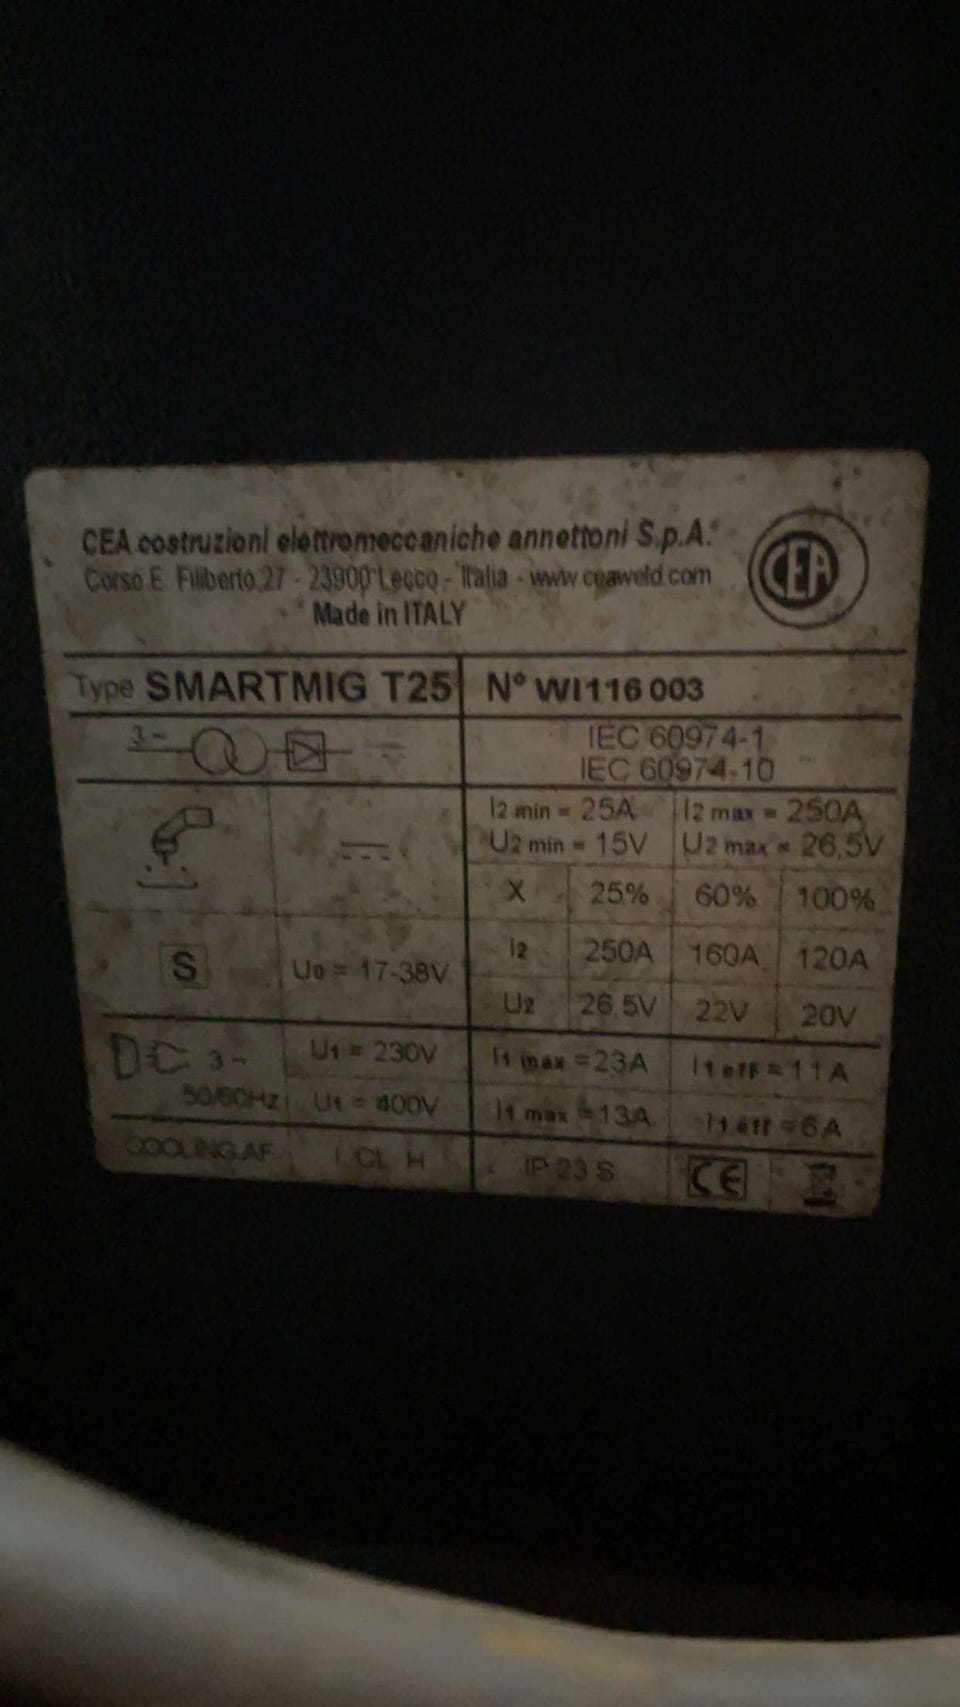 CEA costruzioni elettromeccaniche annettoni S.p.A.
Corso E. Filiberto,27 - 23900 Lecco - Italia - www.ceaweld.com
Made in ITALY
CEA
Type SMARTMIG T25 N° WI116 003
3~
IEC 60974-1
IEC 60974-10
I2 min = 25A I2 max = 250A
U2 min = 15V U2 max = 26,5V
X 25% 60% 100%
S U0 = 17-38V
I2 250A 160A 120A
U2 26,5V 22V 20V
3~ U1 = 230V I1 max =23A I1 eff =11A
50/60Hz U1 = 400V I1 max =13A I1 eff =6A
COOLING AF I CL H IP 23 S CE